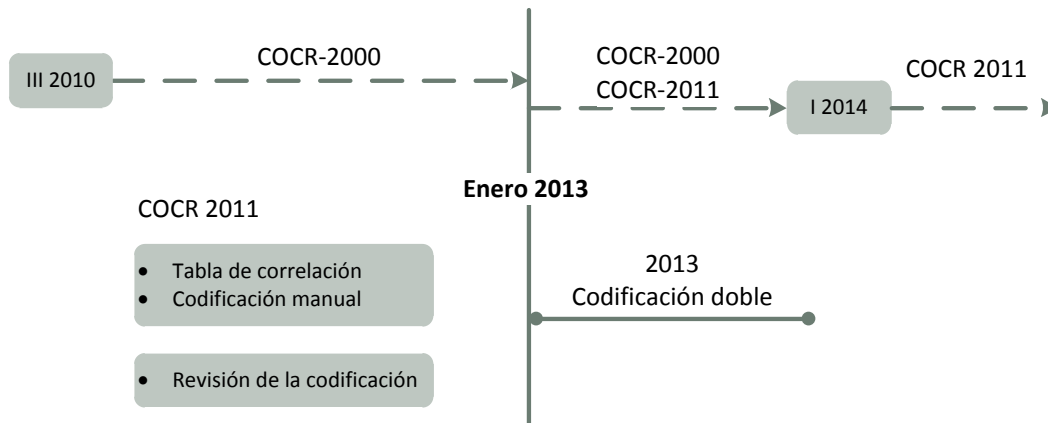 III 2010
COCR-2000
COCR-2000
COCR-2011
I 2014
COCR 2011
Enero 2013
COCR 2011
• Tabla de correlación
• Codificación manual
• Revisión de la codificación
2013
Codificación doble